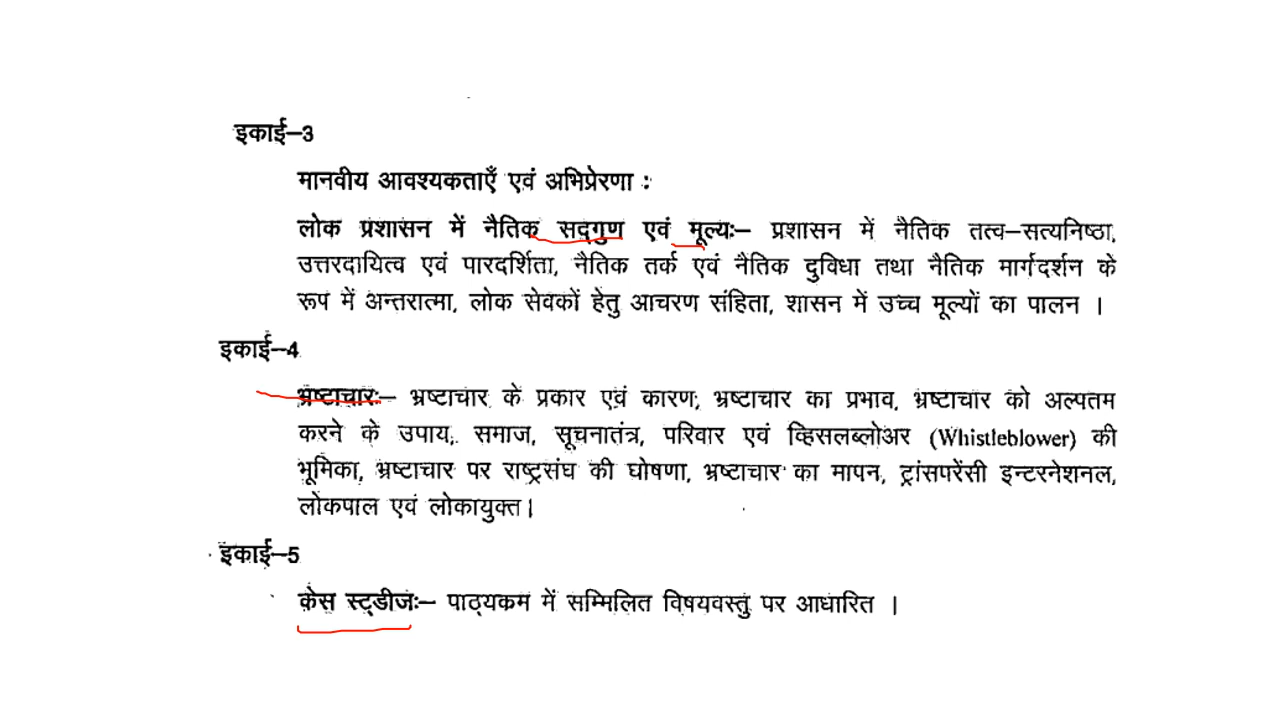 इकाई–3
मानवीय आवश्यकताएँ एवं अभिप्रेरणा :
लोक प्रशासन में नैतिक सद्‌गुण एवं मूल्यः– प्रशासन में नैतिक तत्व–सत्यनिष्ठा,
उत्तरदायित्व एवं पारदर्शिता, नैतिक तर्क एवं नैतिक दुविधा तथा नैतिक मार्गदर्शन के
रूप में अन्तरात्मा, लोक सेवकों हेतु आचरण संहिता, शासन में उच्च मूल्यों का पालन ।
इकाई–4
भ्रष्टाचारः– भ्रष्टाचार के प्रकार एवं कारण, भ्रष्टाचार का प्रभाव, भ्रष्टाचार को अल्पतम
करने के उपाय, समाज, सूचनातंत्र, परिवार एवं व्हिसलब्लोअर (Whistleblower) की
भूमिका, भ्रष्टाचार पर राष्ट्रसंघ की घोषणा, भ्रष्टाचार का मापन, ट्रांसपरेंसी इन्टरनेशनल,
लोकपाल एवं लोकायुक्त।
इकाई–5
केस स्टडीजः– पाठ्यकम में सम्मिलित विषयवस्तु पर आधारित ।